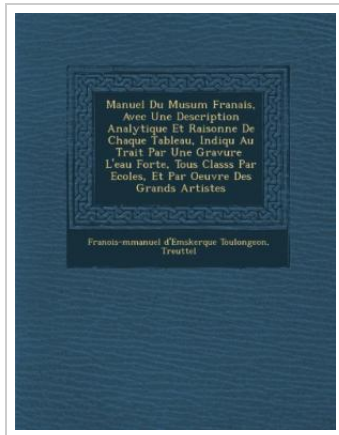 Manuel Du Musum Franais,
Avec Une Description
Analytique Et Raisonne De
Chaque Tableau, Indiqu Au
Trait Par Une Gravure
L'eau Forte, Tous Classs Par
Ecoles, Et Par Oeuvre Des
Grands Artistes
Franois-mmanuel d'Emskerque Toulongeon,
Treuttel